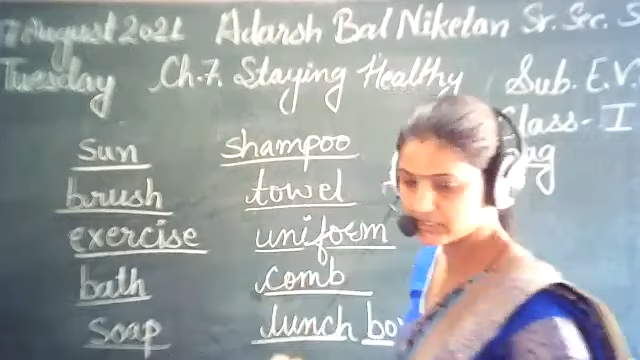 August 2021 Adarsh Bal Niketan Sr. Sec. S
Tuesday Ch.7. Staying Healthy Sub. E.V.
Class - I
sun shampoo
brush towel
exercise uniform
bath comb
soap lunch bo